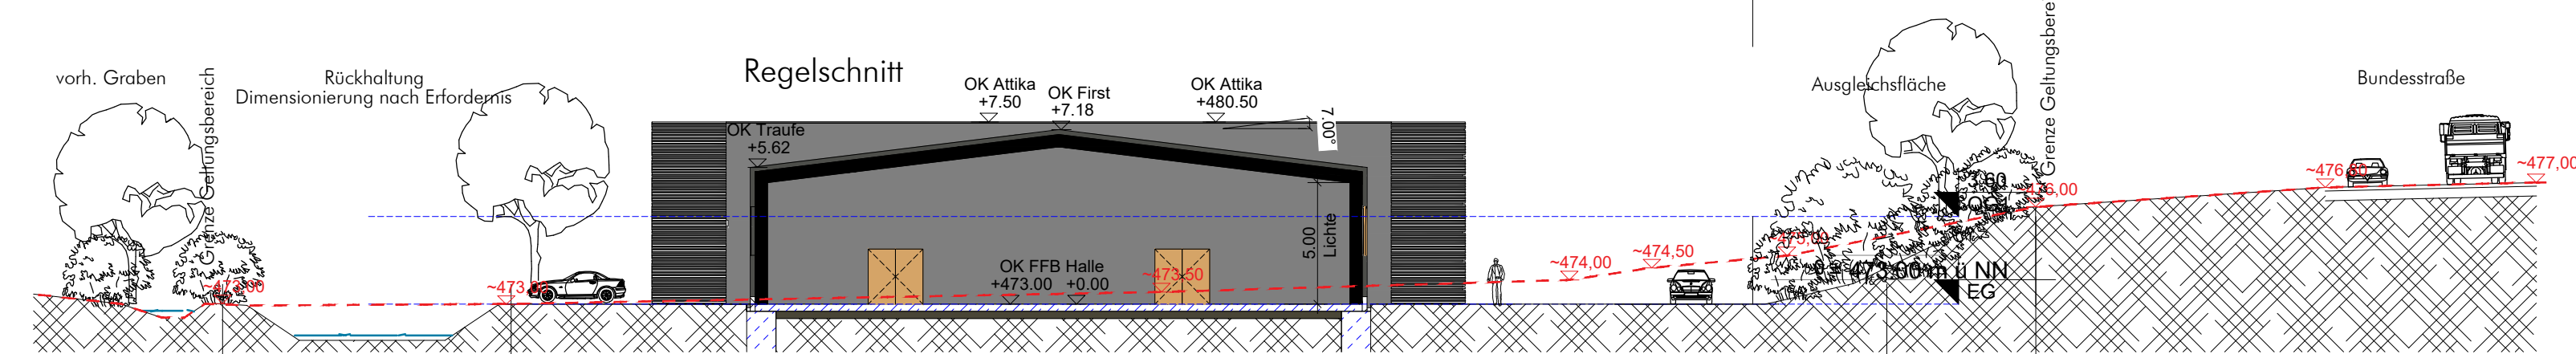 vorh. Graben
Grenze Geltungsbereich
Rückhaltung
Dimensionierung nach Erfordernis
Regelschnitt
OK Attika
+7.50
OK First
+7.18
OK Attika
+480.50
7.00°
OK Traufe
+5.62
5.00
Lichte
OK FFB Halle
+473.00 +0.00
~473.00
~473.00
~473.50
~474,00
~474,50
Ausgleichsfläche
Grenze Geltungsbere
3.60
~476,00
473.00 m ü NN
EG
Bundesstraße
~477,00